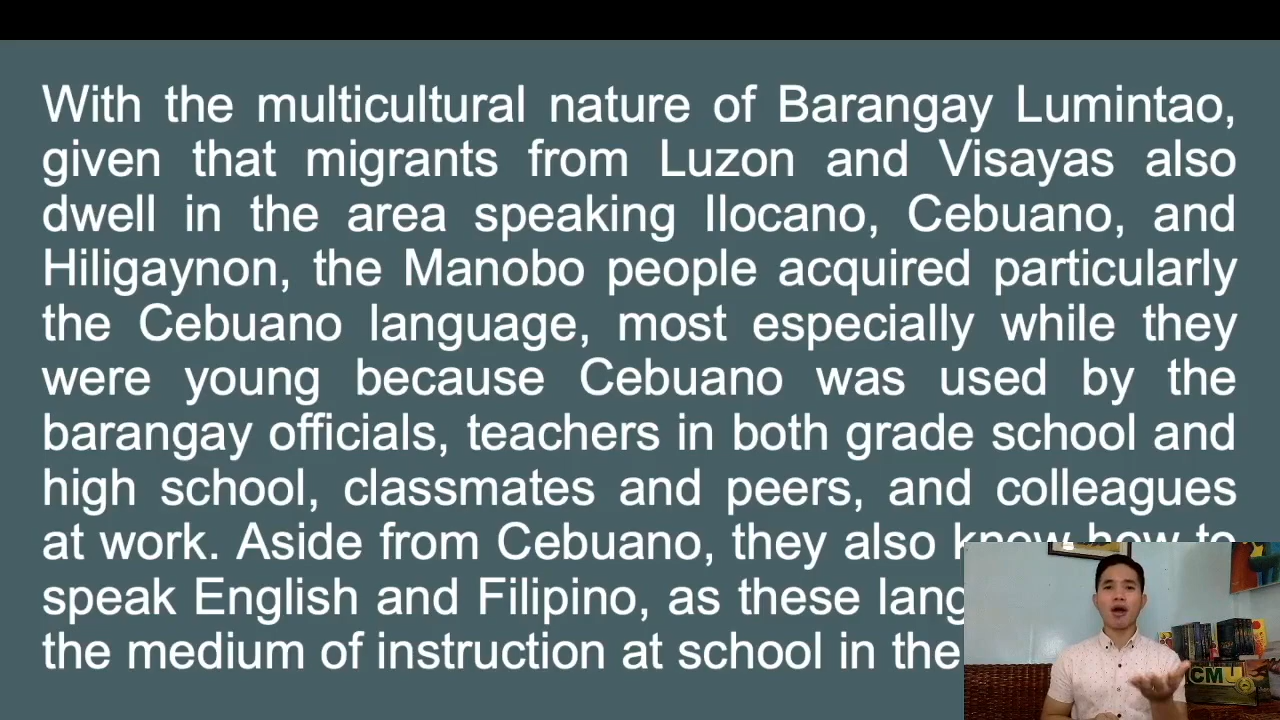 With the multicultural nature of Barangay Lumintao,
given that migrants from Luzon and Visayas also
dwell in the area speaking Ilocano, Cebuano, and
Hiligaynon, the Manobo people acquired particularly
the Cebuano language, most especially while they
were young because Cebuano was used by the
barangay officials, teachers in both grade school and
high school, classmates and peers, and colleagues
at work. Aside from Cebuano, they also know how to
speak English and Filipino, as these
the medium of instruction at school in the
CMU